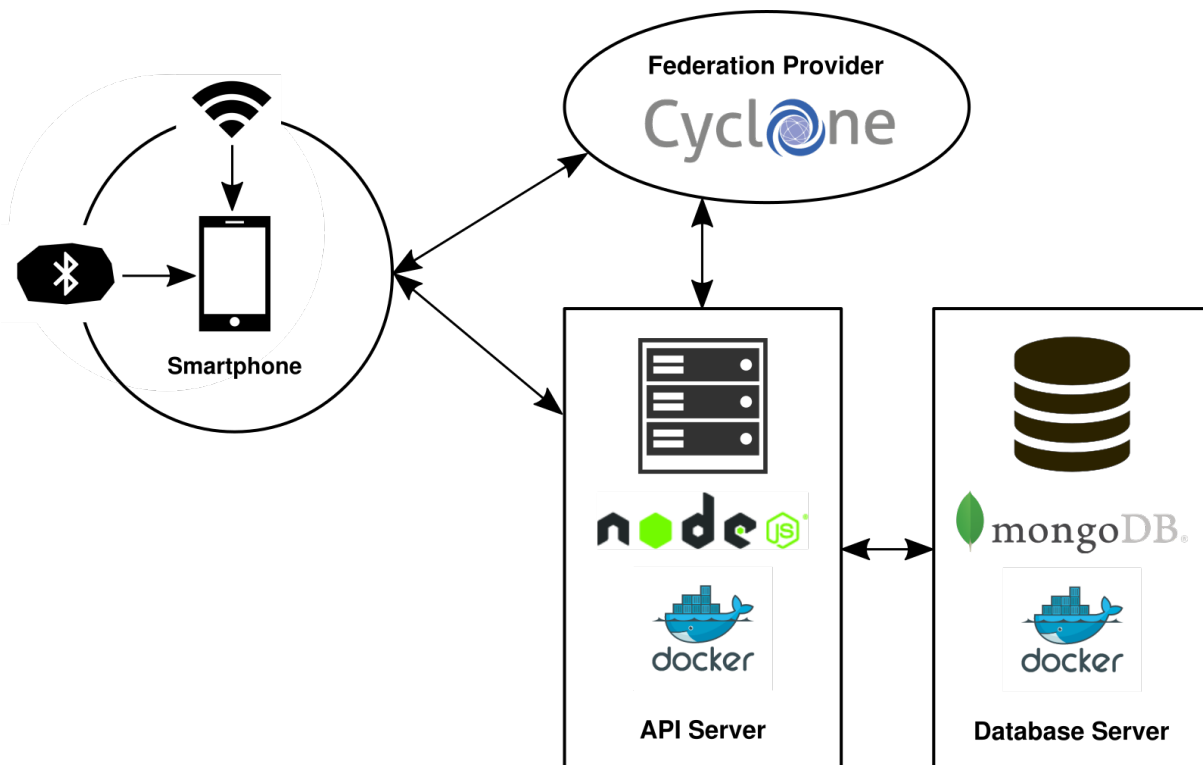 Federation Provider
Cyclone
Smartphone
node JS®
mongoDB®
docker
docker
API Server
Database Server